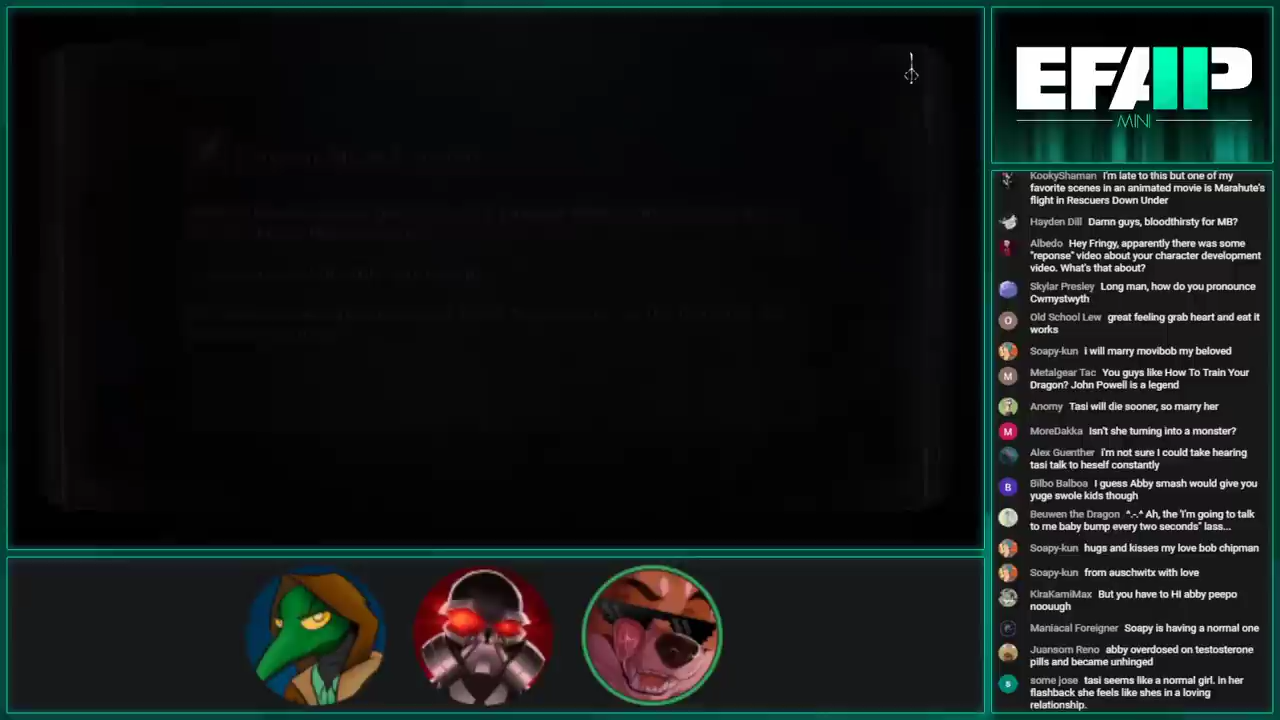 EFAP
MINI
KookyShaman I'm late to this but one of my
favorite scenes in an animated movie is Marahute's
flight in Rescuers Down Under
Hayden Dill Damn guys, bloodthirsty for MB?
Albedo Hey Fringy, apparently there was some
"reponse" video about your character development
video. What's that about?
Skylar Presley Long man, how do you pronounce
Cwmystwyth
O
Old School Lew great feeling grab heart and eat it
works
Soapy-kun i will marry movibob my beloved
M
Metalgear Tac You guys like How To Train Your
Dragon? John Powell is a legend
Anomy Tasi will die sooner, so marry her
M
MoreDakka Isn't she turning into a monster?
Alex Guenther i'm not sure I could take hearing
tasi talk to heself constantly
B
Bilbo Balboa I guess Abby smash would give you
yuge swole kids though
Beuwen the Dragon ^.-.^ Ah, the 'I'm going to talk
to me baby bump every two seconds" lass...
Soapy-kun hugs and kisses my love bob chipman
Soapy-kun from auschwitx with love
KiraKamiMax But you have to HI abby peepo
noouugh
Maniacal Foreigner Soapy is having a normal one
Juansorn Reno abby overdosed on testosterone
pills and became unhinged
s
some jose tasi seems like a normal girl. in her
flashback she feels like shes in a loving
relationship.